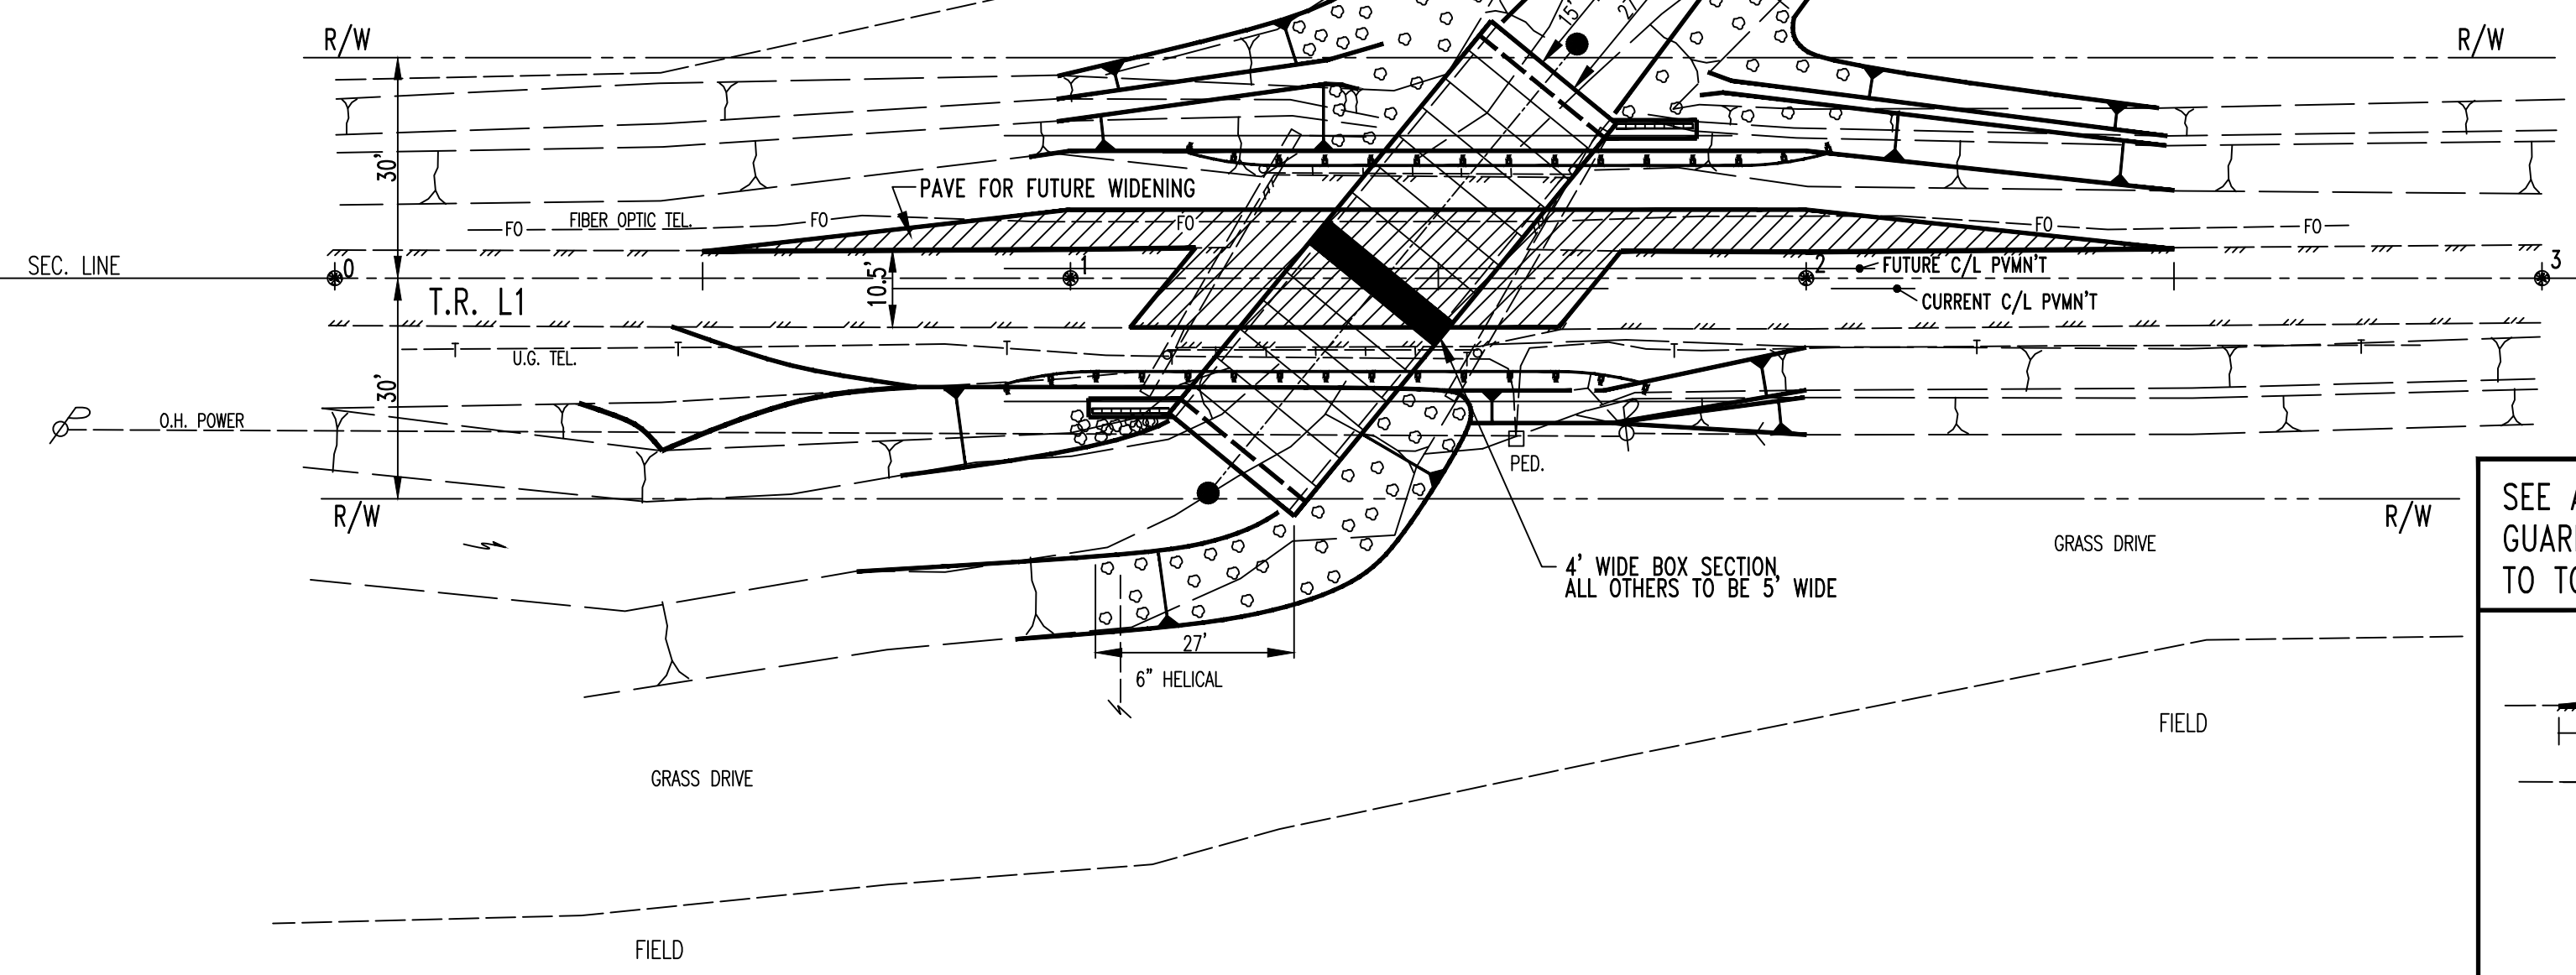 R/W
R/W
15'
27'
30'
PAVE FOR FUTURE WIDENING
FO
FIBER OPTIC TEL.
FO
FO
FO
FO
SEC. LINE
0
1
2
3
10.5'
FUTURE C/L PVMN'T
T.R. L1
CURRENT C/L PVMN'T
T
T
T
T
T
T
U.G. TEL.
30'
O.H. POWER
PED.
R/W
R/W
SEE
GUAR
TO TO
GRASS DRIVE
4' WIDE BOX SECTION
ALL OTHERS TO BE 5' WIDE
27'
6" HELICAL
FIELD
GRASS DRIVE
FIELD